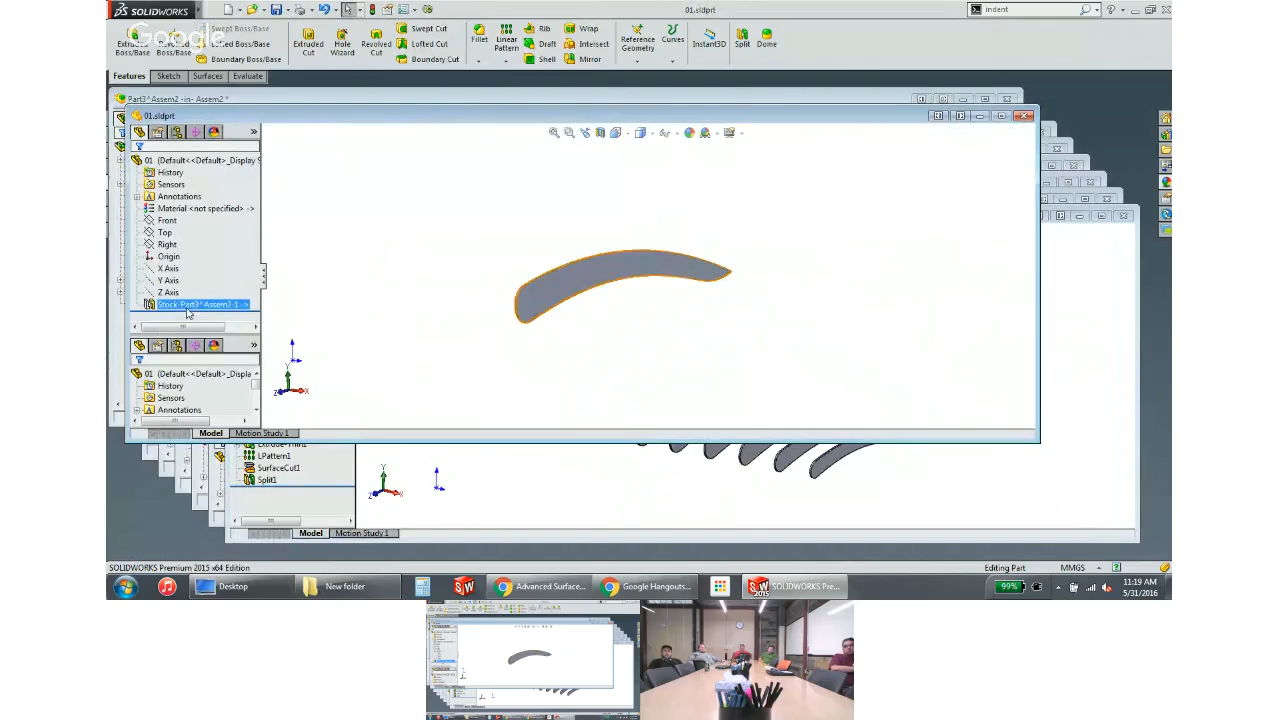 SOLIDWORKS
01.sldprt
indent
Google
Extruded Boss/Base
Revolved Boss/Base
Swept Boss/Base
Lofted Boss/Base
Boundary Boss/Base
Extruded Cut
Hole Wizard
Revolved Cut
Swept Cut
Lofted Cut
Boundary Cut
Fillet
Linear Pattern
Rib
Draft
Shell
Wrap
Intersect
Mirror
Reference Geometry
Curves
Instant3D
Split
Dome
Features
Sketch
Surfaces
Evaluate
Part3^Assem2 -in- Assem2 *
01.sldprt
01 (Default<<Default>_Display S
History
Sensors
Annotations
Material <not specified> ->
Front
Top
Right
Origin
X Axis
Y Axis
Z Axis
Stock-Part3^Assem2-1 ->
01 (Default<<Default>_Displa
History
Sensors
Annotations
Y
Z
X
Model
Motion Study 1
Extrude-Thin1
LPattern1
SurfaceCut1
Split1
Y
Z
X
Model
Motion Study 1
SOLIDWORKS Premium 2015 x64 Edition
Editing Part
MMGS
Desktop
New folder
Advanced Surface...
Google Hangouts...
SOLIDWORKS Pre...
99%
11:19 AM
5/31/2016